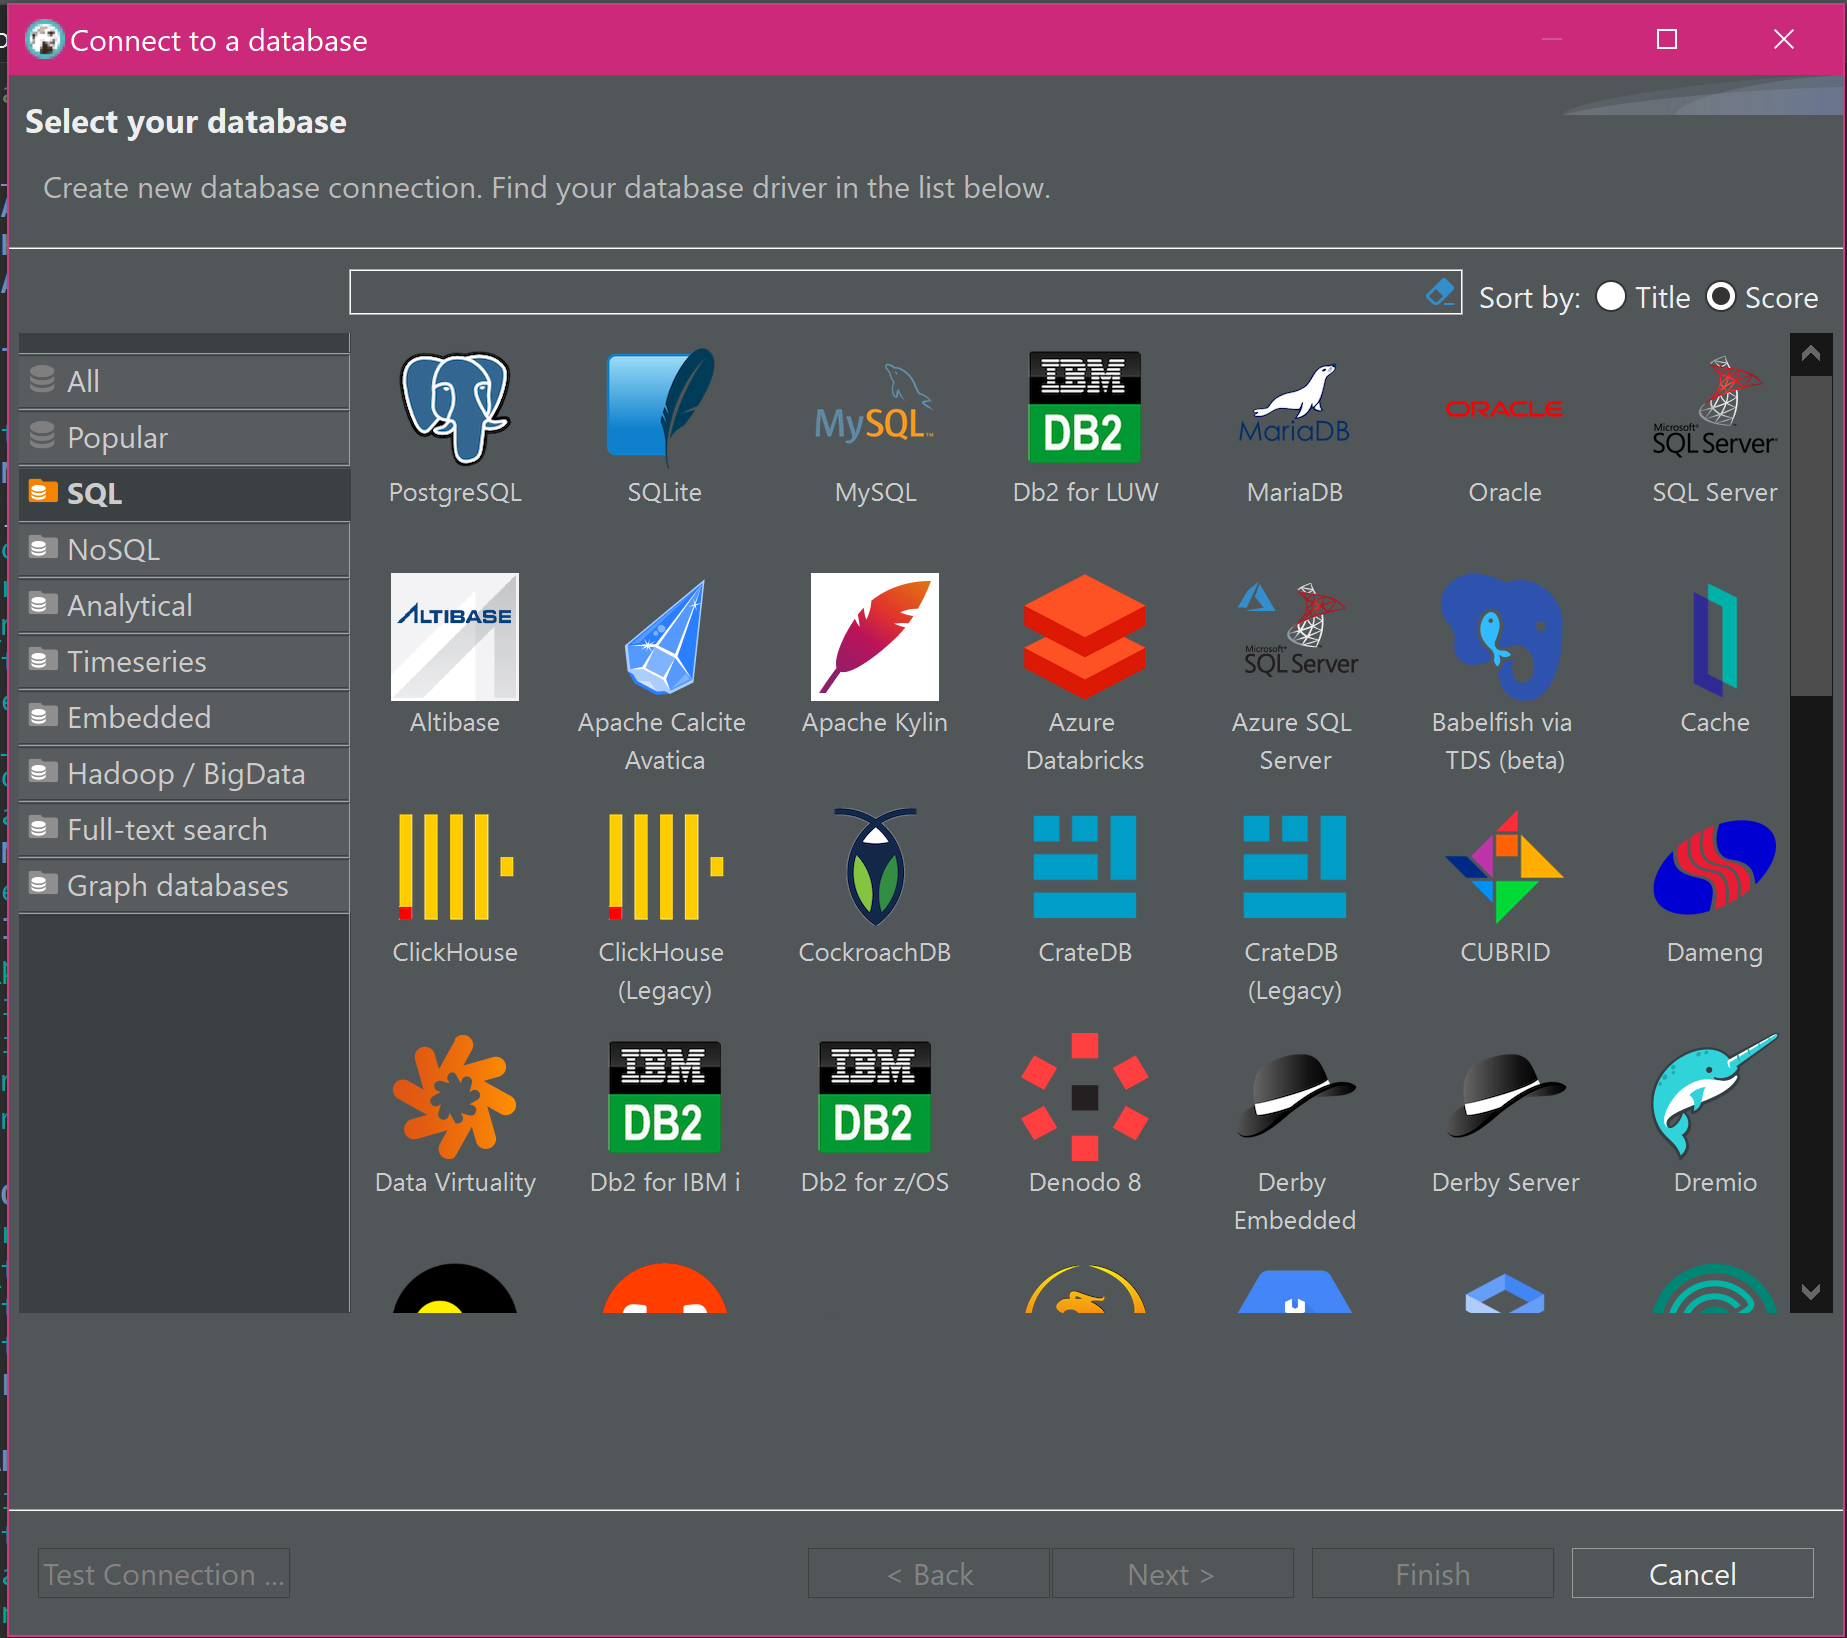 Connect to a database
Select your database
Create new database connection. Find your database driver in the list below.
Sort by: Title Score
All
Popular
SQL
NoSQL
Analytical
Timeseries
Embedded
Hadoop / BigData
Full-text search
Graph databases
MySQL™
IBM
DB2
MariaDB
ORACLE
Microsoft®
SQL Server®
PostgreSQL SQLite MySQL Db2 for LUW MariaDB Oracle SQL Server
ALTIBASE
Microsoft®
SQL Server
Altibase Apache Calcite Apache Kylin Azure Azure SQL Babelfish via Cache
Avatica Databricks Server TDS (beta)
ClickHouse ClickHouse CockroachDB CrateDB CrateDB CUBRID Dameng
(Legacy) (Legacy)
IBM IBM
DB2 DB2
Data Virtuality Db2 for IBM i Db2 for z/OS Denodo 8 Derby Derby Server Dremio
Embedded
Test Connection ... < Back Next > Finish Cancel